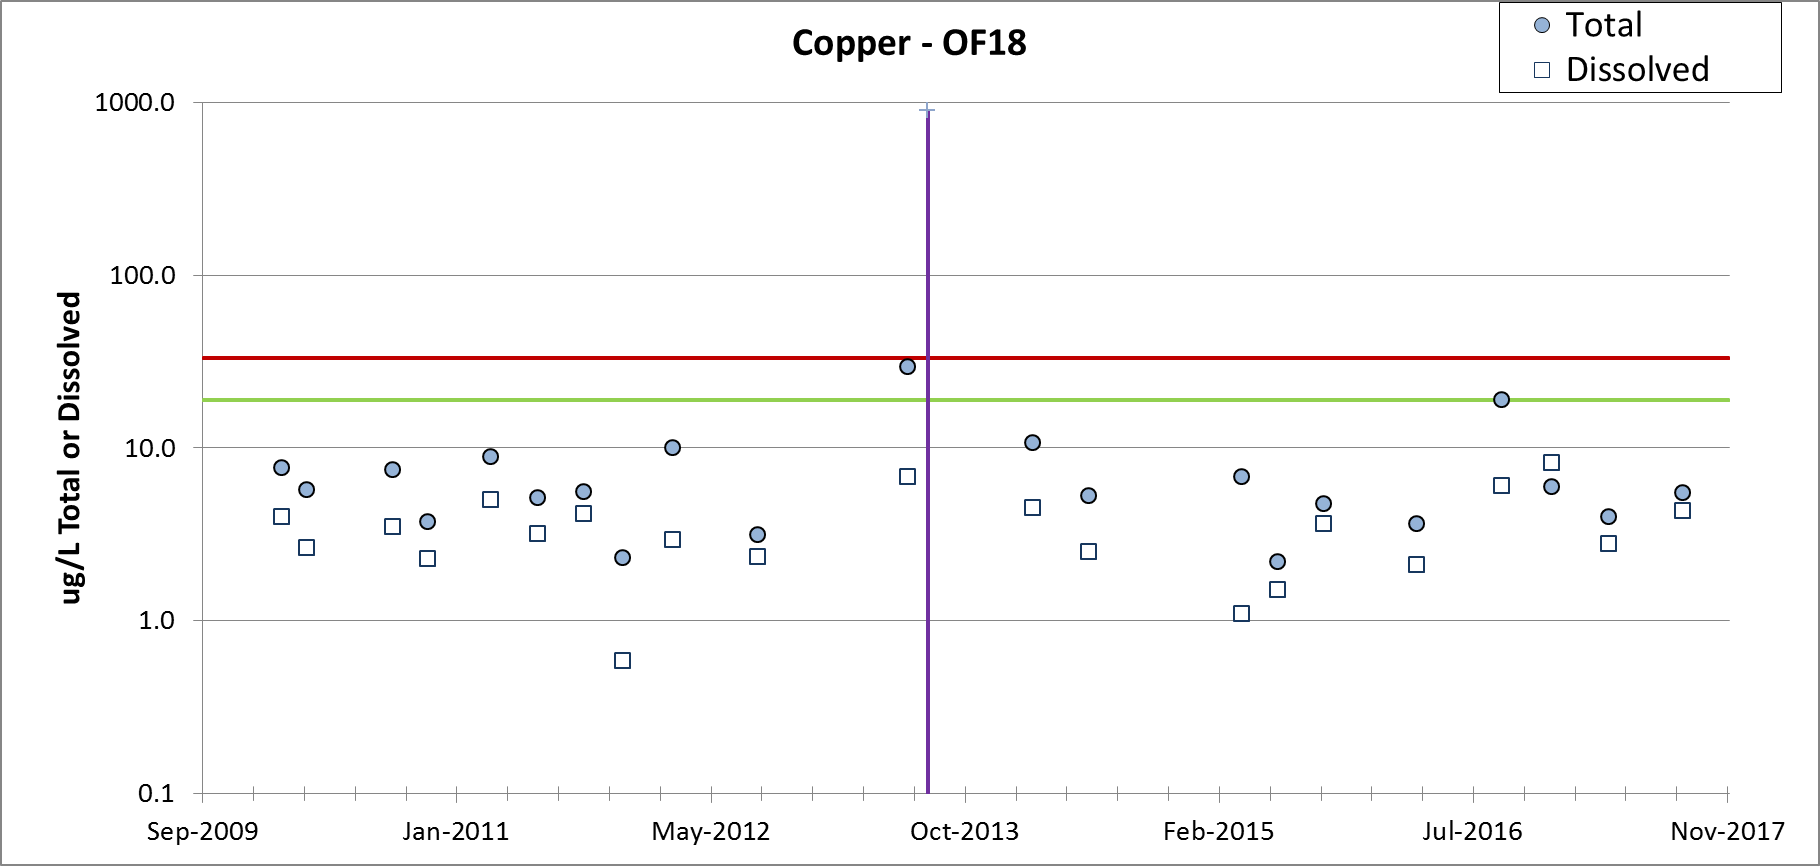 Copper - OF18
Total
Dissolved
ug/L Total or Dissolved
1000.0
100.0
10.0
1.0
0.1
Sep-2009 Jan-2011 May-2012 Oct-2013 Feb-2015 Jul-2016 Nov-2017